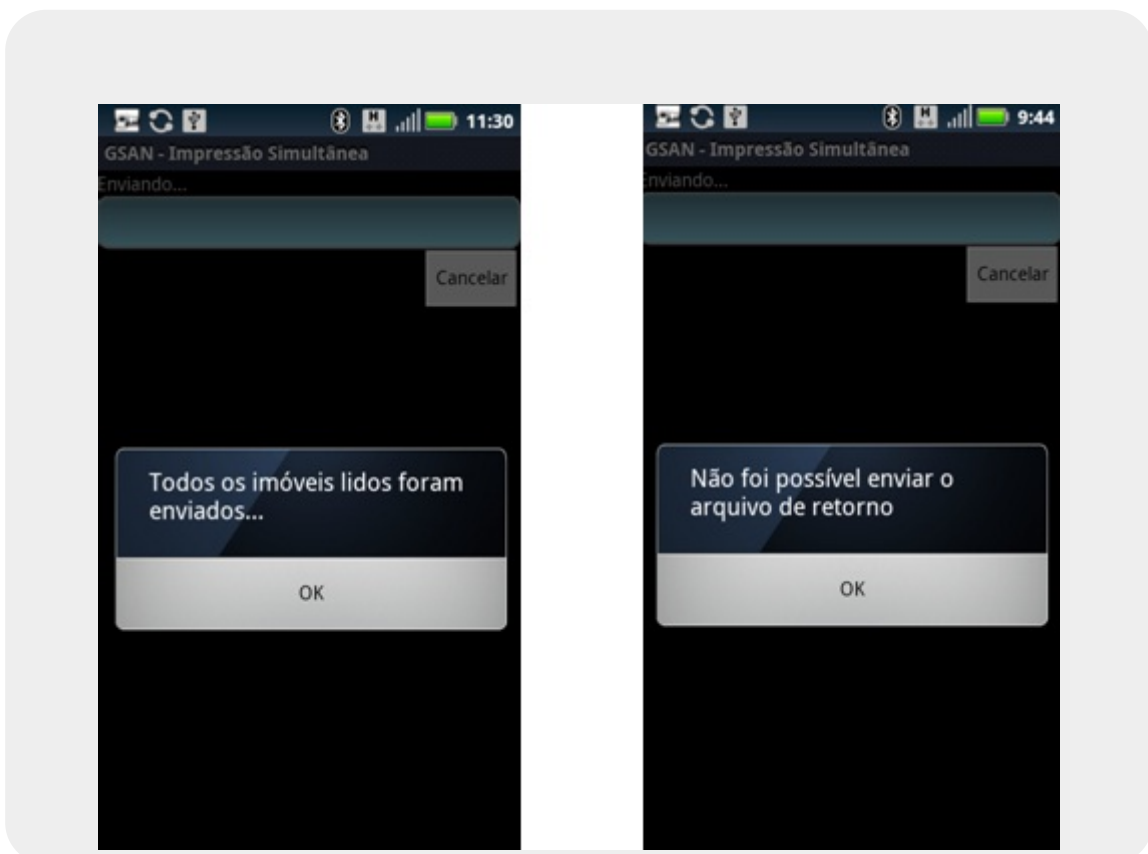 11:30
GSAN - Impressão Simultânea
Enviando...
Cancelar
Todos os imóveis lidos foram
enviados...
OK
9:44
GSAN - Impressão Simultânea
Enviando...
Cancelar
Não foi possível enviar o
arquivo de retorno
OK